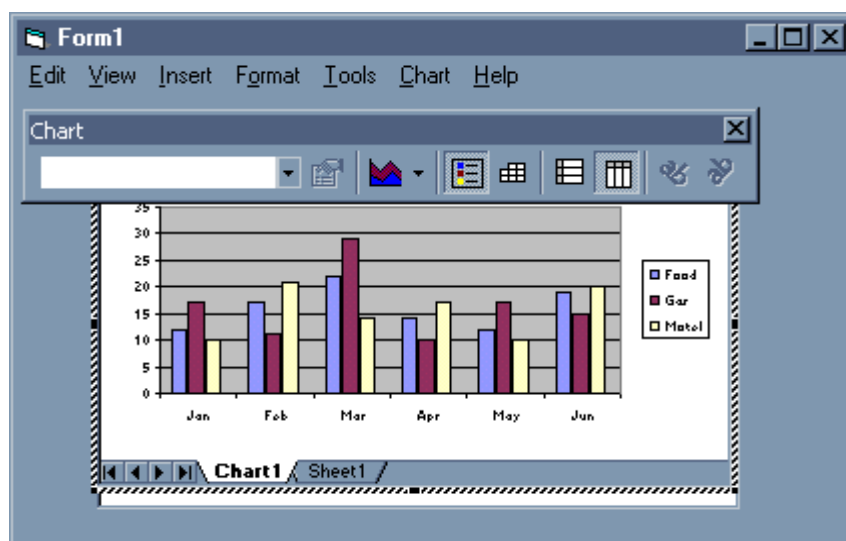 Form1
Edit View Insert Format Tools Chart Help
Chart
35
30
25
20
15
10
5
0
Jan Feb Mar Apr May Jun
Food
Gas
Motel
Chart1 Sheet1